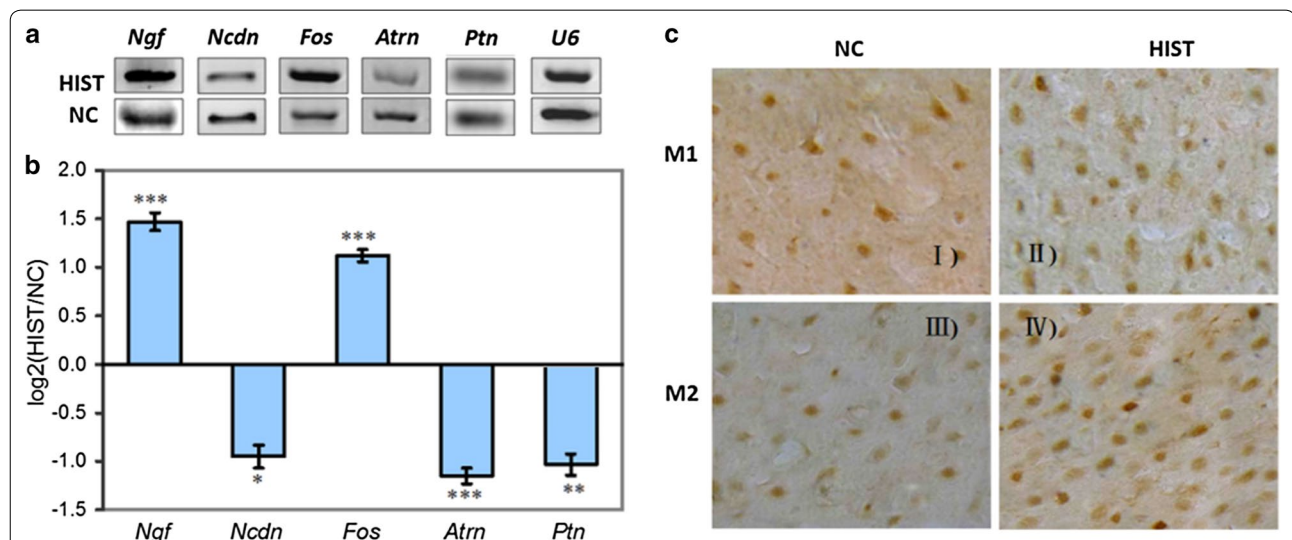 a
Ngf Ncdn Fos Atrn Ptn U6
HIST
NC
b
log2(HIST/NC)
2.0
1.5
1.0
0.5
0.0
-0.5
-1.0
-1.5
***
*
***
***
**
Ngf Ncdn Fos Atrn Ptn
c
NC HIST
M1
I) II)
M2
III) IV)